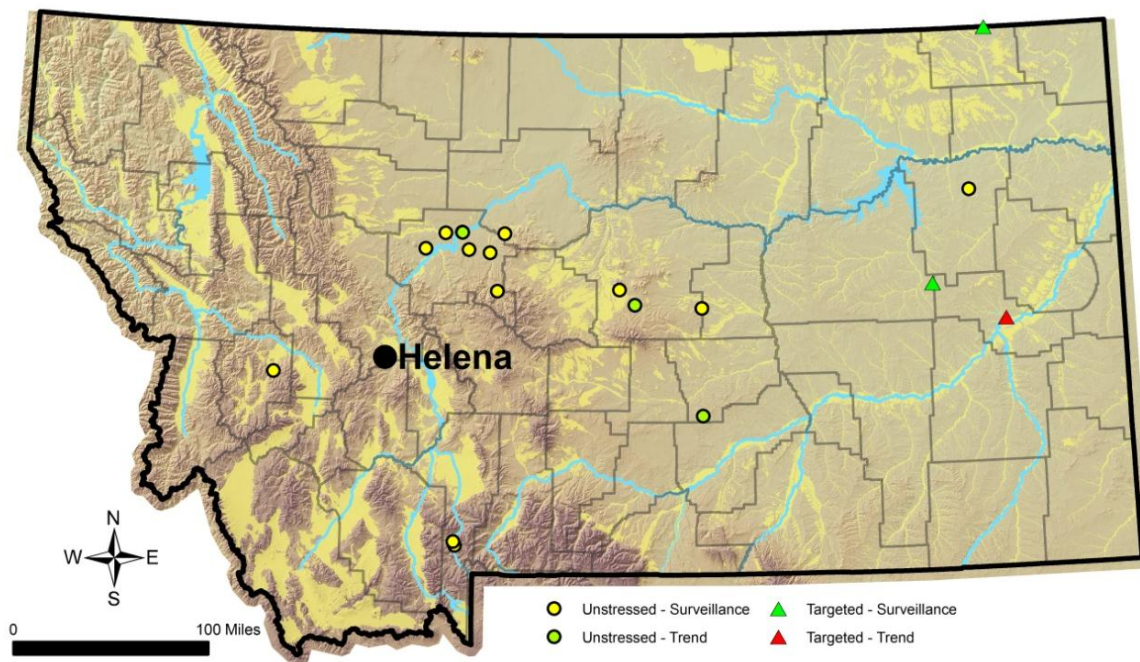 Helena
N
W E
S
0 100 Miles
Unstressed - Surveillance
Unstressed - Trend
Targeted - Surveillance
Targeted - Trend